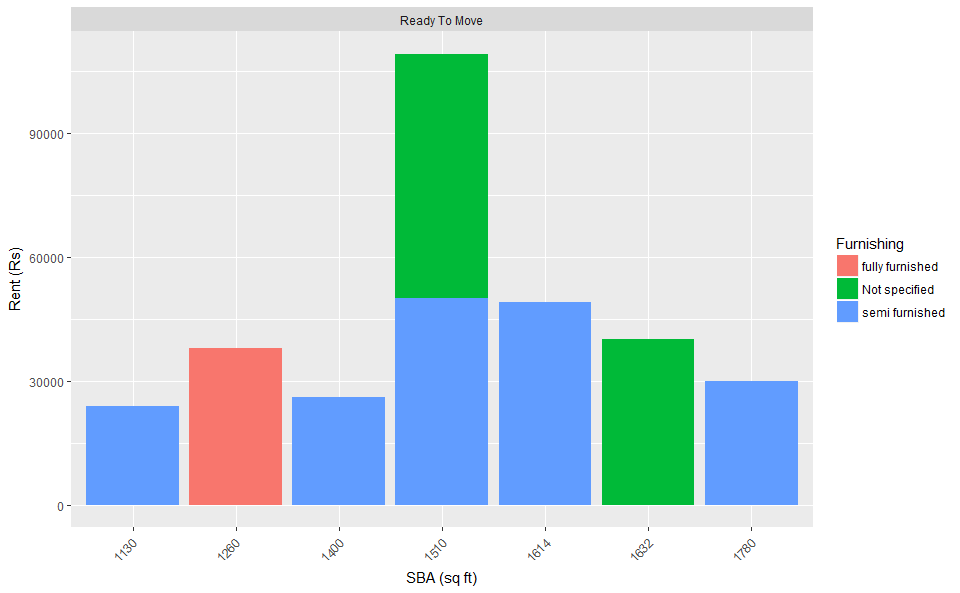 Ready To Move
Rent (Rs)
90000
60000
30000
0
1130
1260
1400
1510
1614
1632
1780
SBA (sq ft)
Furnishing
fully furnished
Not specified
semi furnished